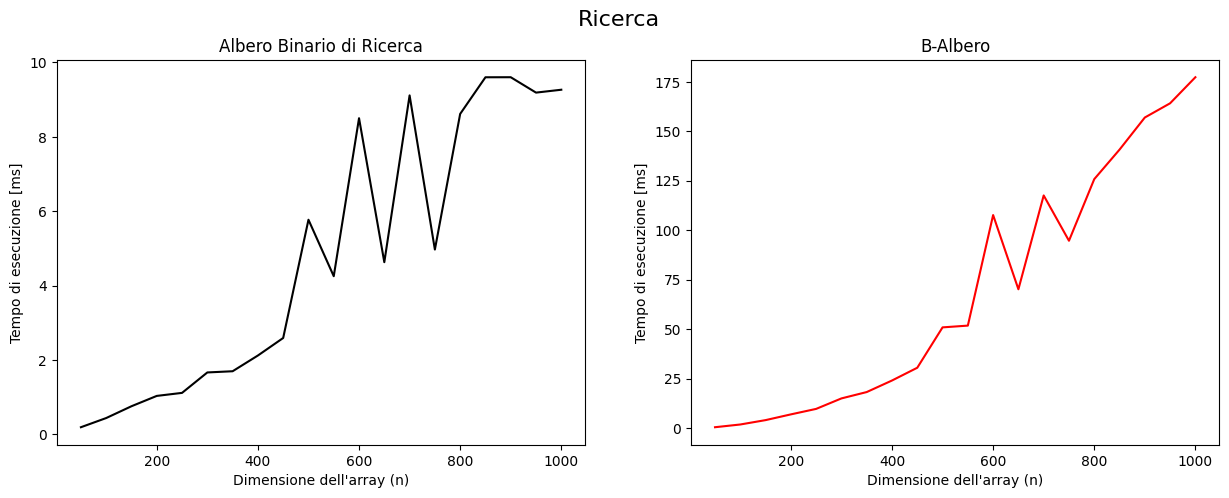 Ricerca
Albero Binario di Ricerca
10
8
6
4
2
0
Tempo di esecuzione [ms]
200 400 600 800 1000
Dimensione dell'array (n)
B-Albero
175
150
125
100
75
50
25
0
Tempo di esecuzione [ms]
200 400 600 800 1000
Dimensione dell'array (n)